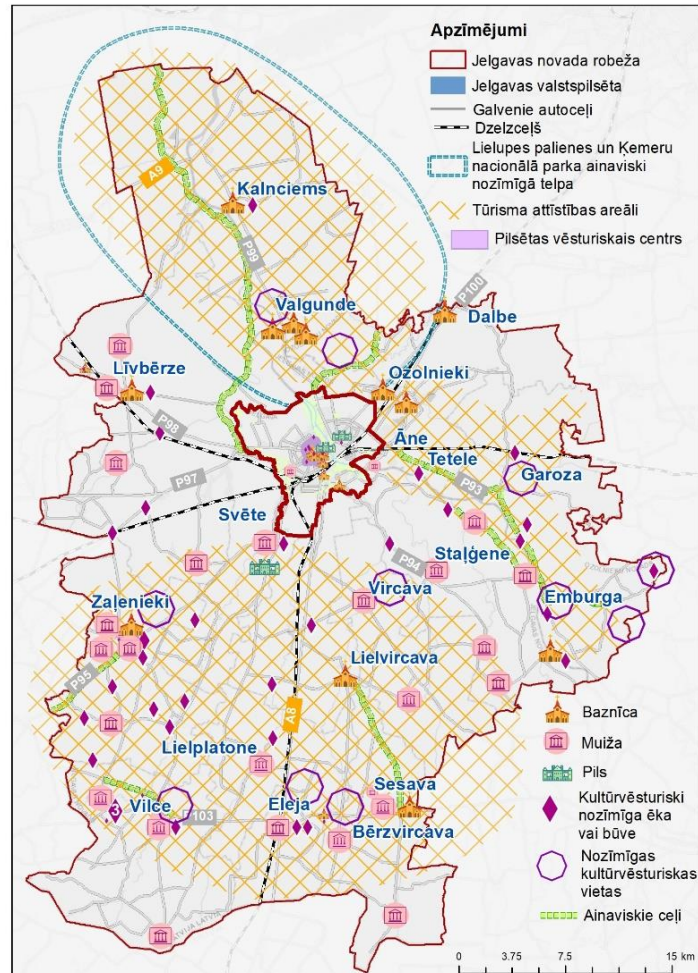 Apzīmējumi
Jelgavas novada robeža
Jelgavas valstspilsēta
Galvenie autoceļi
Dzelzceļš
Lielupes palienes un Ķemeru
nacionālā parka ainaviski
nozīmīgā telpa
Tūrisma attīstības areāli
Pilsētas vēsturiskais centrs
A9
Kalnciems
P99
P100
Valgunde
Dalbe
Līvbērze
Ozolnieki
P98
Āne
Tetele
Garoza
P97
P93
Svēte
Staļģene
P94
Zaļenieki
Vircava
Emburga
P95
Lielvircava
A8
Lielplatone
Sesava
Vilce
3
P103
Eleja
Bērzvircava
Baznīca
Muiža
Pils
Kultūrvēsturiski
nozīmīga ēka
vai būve
Nozīmīgas
kultūrvēsturiskas
vietas
Ainaviskie ceļi
0 3.75 7.5 15 km